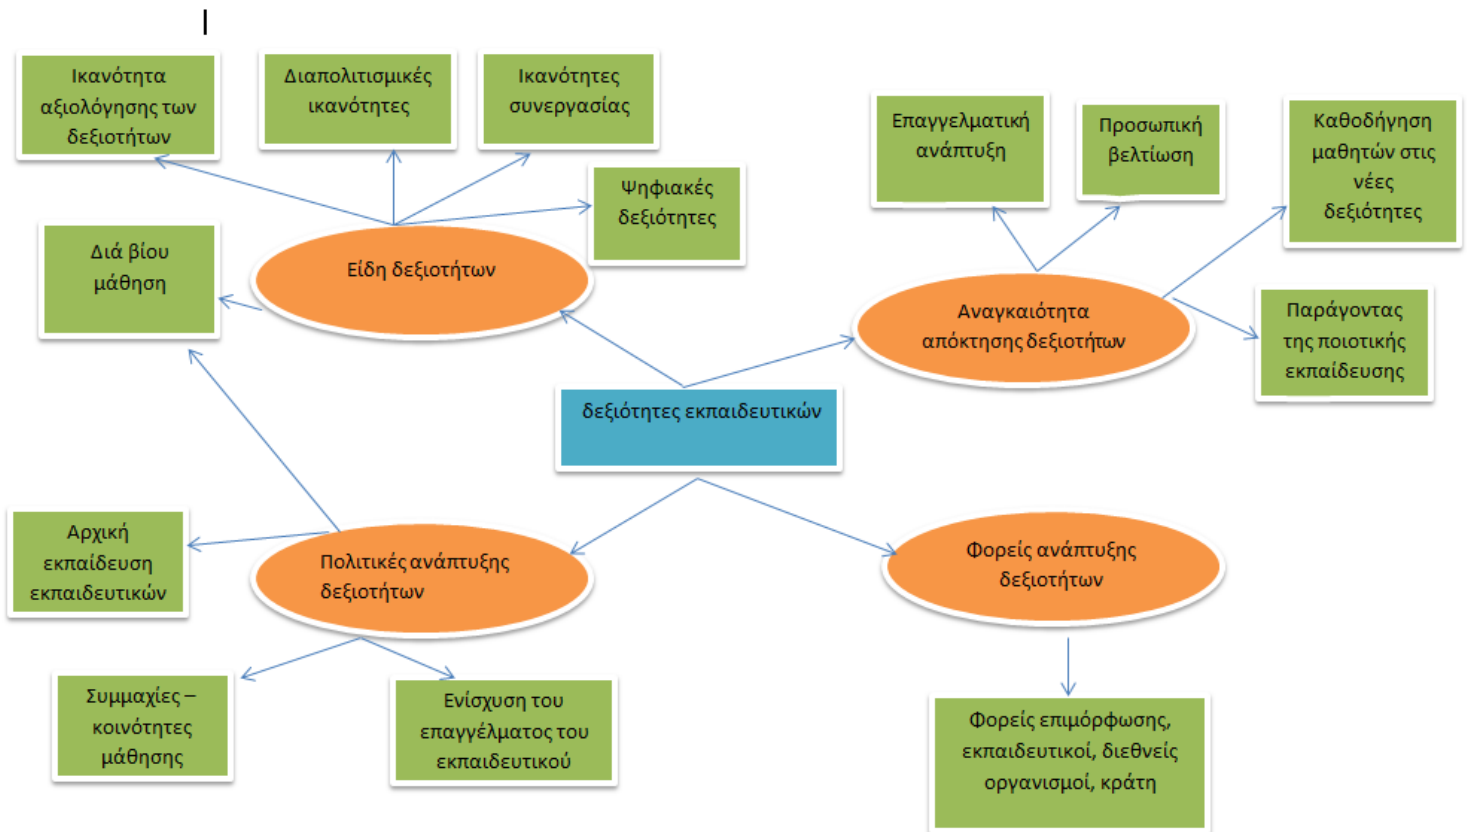 Ικανότητα
αξιολόγησης των
δεξιοτήτων
Διαπολιτισμικές
ικανότητες
Ικανότητες
συνεργασίας
Ψηφιακές
δεξιότητες
Διά βίου
μάθηση
Είδη δεξιοτήτων
Επαγγελματική
ανάπτυξη
Προσωπική
βελτίωση
Καθοδήγηση
μαθητών στις
νέες
δεξιότητες
Αναγκαιότητα
απόκτησης δεξιοτήτων
Παράγοντας
της ποιοτικής
εκπαίδευσης
δεξιότητες εκπαιδευτικών
Αρχική
εκπαίδευση
εκπαιδευτικών
Πολιτικές ανάπτυξης
δεξιοτήτων
Φορείς ανάπτυξης
δεξιοτήτων
Συμμαχίες –
κοινότητες
μάθησης
Ενίσχυση του
επαγγέλματος του
εκπαιδευτικού
Φορείς επιμόρφωσης,
εκπαιδευτικοί, διεθνείς
οργανισμοί, κράτη